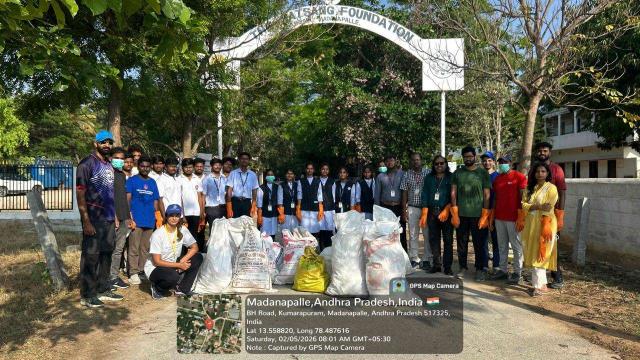 THE SATSANG FOUNDATION
MADANAPALLE.
GPS Map Camera
Madanapalle,Andhra Pradesh,India
BH Road, Kumarapuram, Madanapalle, Andhra Pradesh 517325,
India
Lat 13.558820, Long 78.487616
Saturday, 02/05/2026 08:01 AM GMT+05:30
Note : Captured by GPS Map Camera